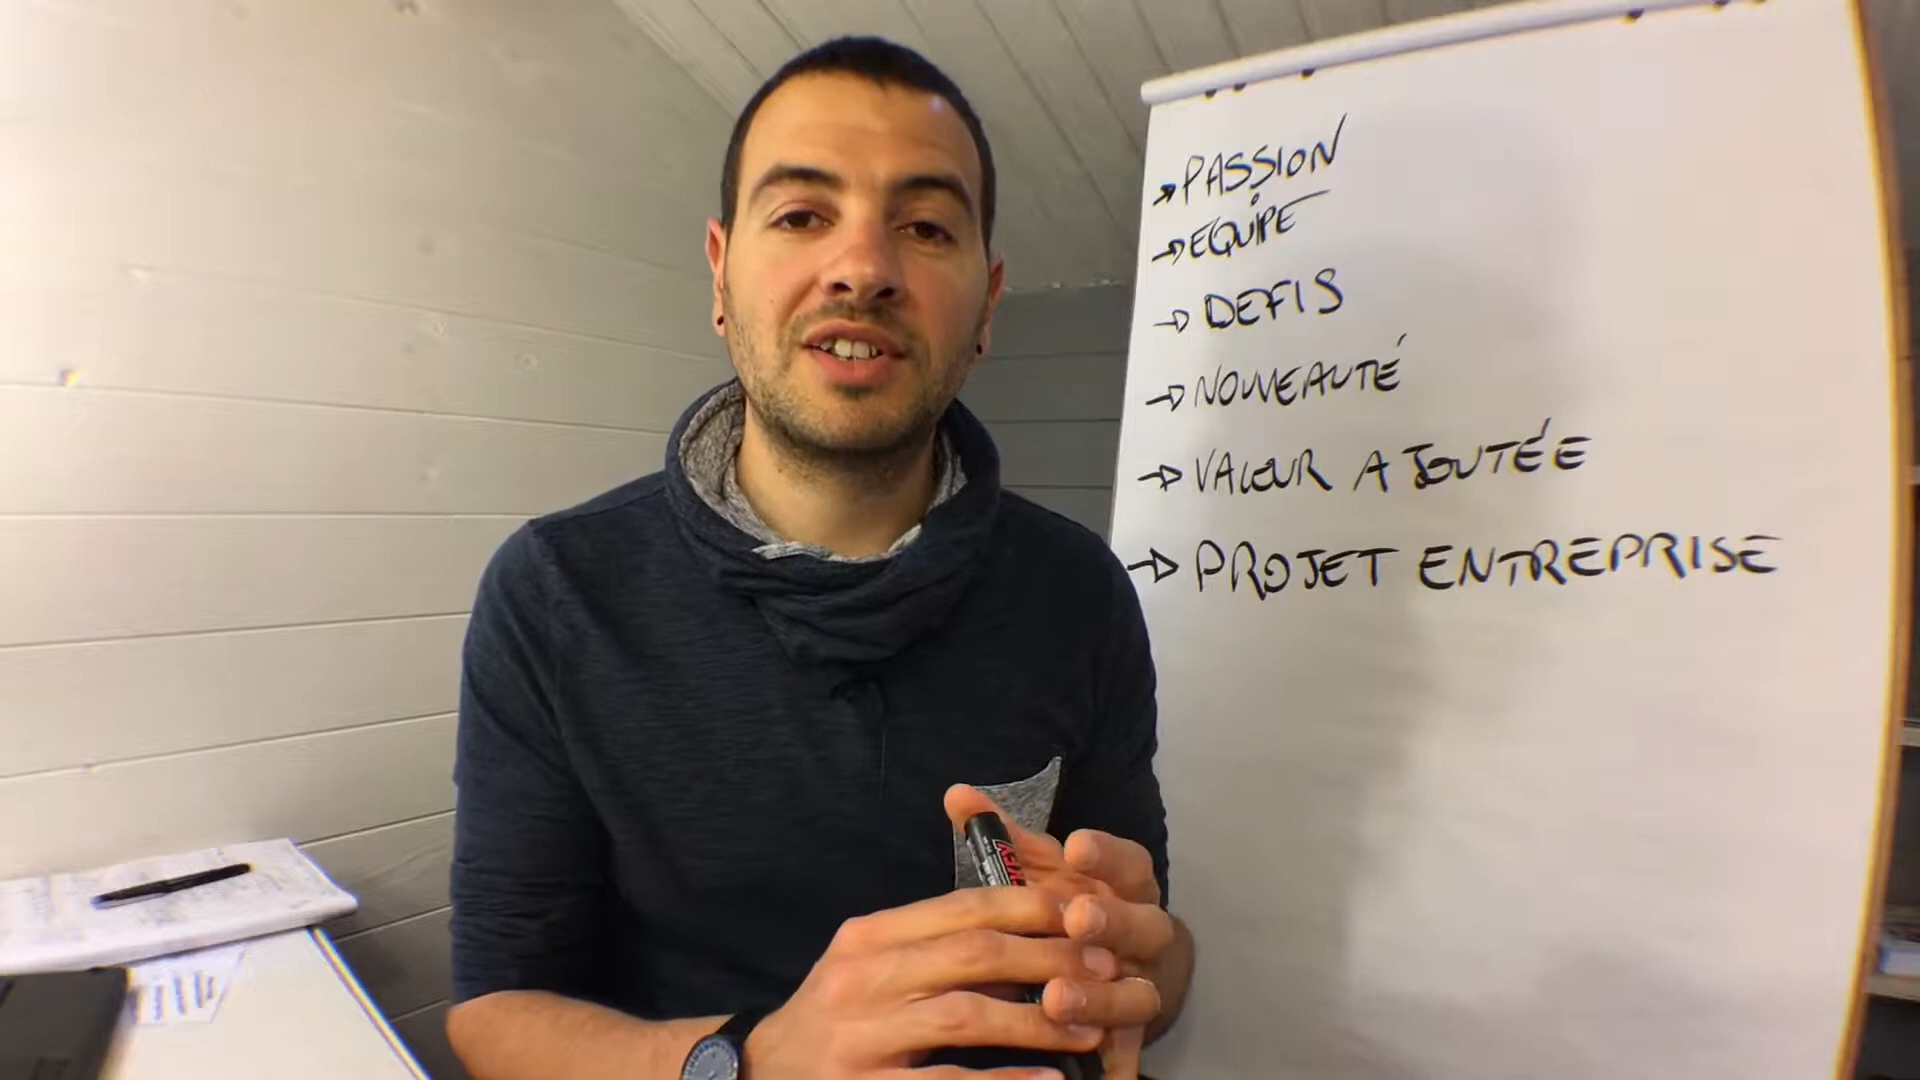 → PASSION
→ EQUIPE
→ DEFIS
→ NOUVEAUTÉ
→ VALEUR AJOUTÉE
→ PROJET ENTREPRISE